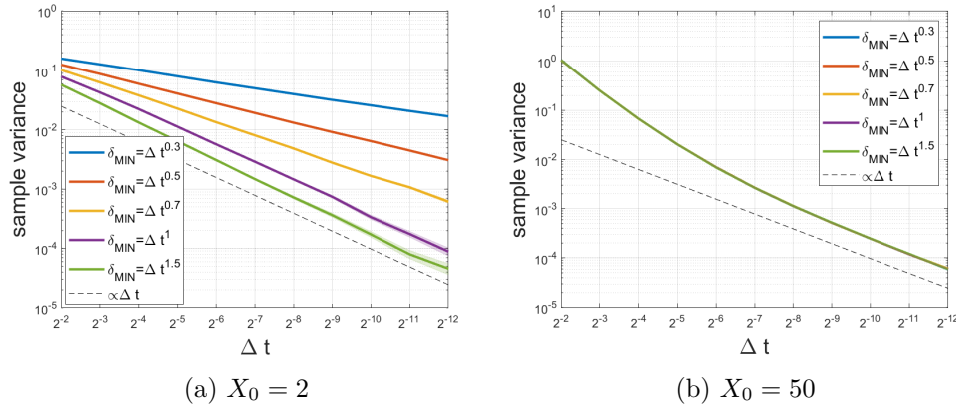 10^0
10^-1
10^-2
10^-3
10^-4
10^-5
sample variance
δ_MIN=Δ t^0.3
δ_MIN=Δ t^0.5
δ_MIN=Δ t^0.7
δ_MIN=Δ t^1
δ_MIN=Δ t^1.5
∝Δ t
2^-2 2^-3 2^-4 2^-5 2^-6 2^-7 2^-8 2^-9 2^-10 2^-11 2^-12
Δ t
(a) X_0 = 2
10^1
10^0
10^-1
10^-2
10^-3
10^-4
10^-5
sample variance
δ_MIN=Δ t^0.3
δ_MIN=Δ t^0.5
δ_MIN=Δ t^0.7
δ_MIN=Δ t^1
δ_MIN=Δ t^1.5
∝Δ t
2^-2 2^-3 2^-4 2^-5 2^-6 2^-7 2^-8 2^-9 2^-10 2^-11 2^-12
Δ t
(b) X_0 = 50